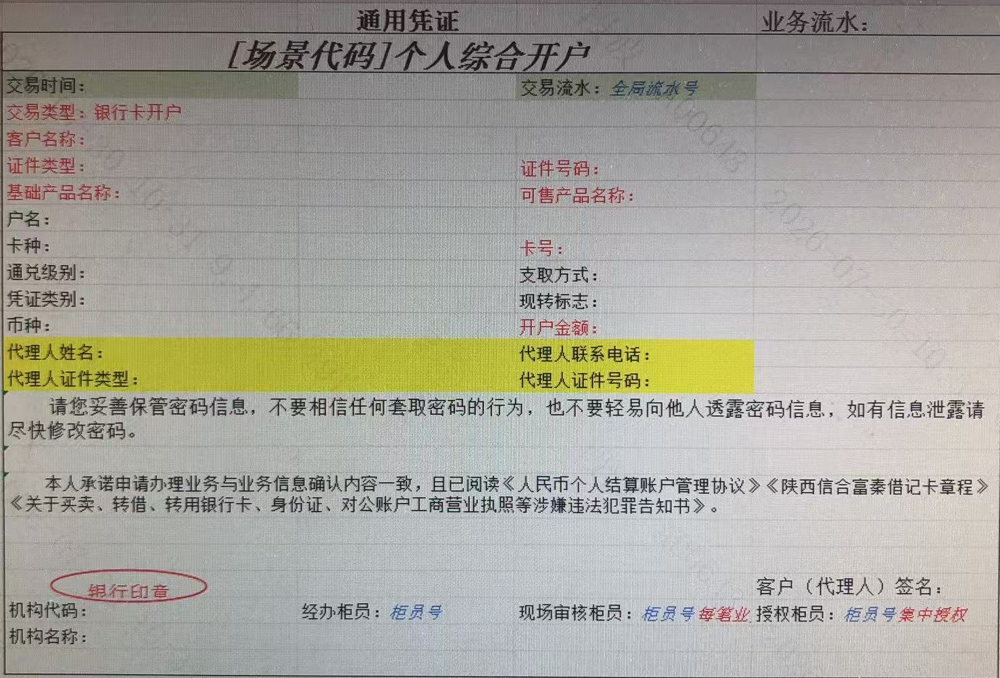 通用凭证 业务流水：
[场景代码]个人综合开户
交易时间： 交易流水：全局流水号
交易类型：银行卡开户
客户名称：
证件类型： 证件号码：
基础产品名称： 可售产品名称：
户名：
卡种： 卡号：
通兑级别： 支取方式：
凭证类别： 现转标志：
币种： 开户金额：
代理人姓名： 代理人联系电话：
代理人证件类型： 代理人证件号码：
请您妥善保管密码信息，不要相信任何套取密码的行为，也不要轻易向他人透露密码信息，如有信息泄露请
尽快修改密码。
本人承诺申请办理业务与业务信息确认内容一致，且已阅读《人民币个人结算账户管理协议》《陕西信合富秦借记卡章程》
《关于买卖、转借、转用银行卡、身份证、对公账户工商营业执照等涉嫌违法犯罪告知书》。
银行印章
客户（代理人）签名：
机构代码： 经办柜员：柜员号 现场审核柜员：柜员号每笔业 授权柜员：柜员号集中授权
机构名称：